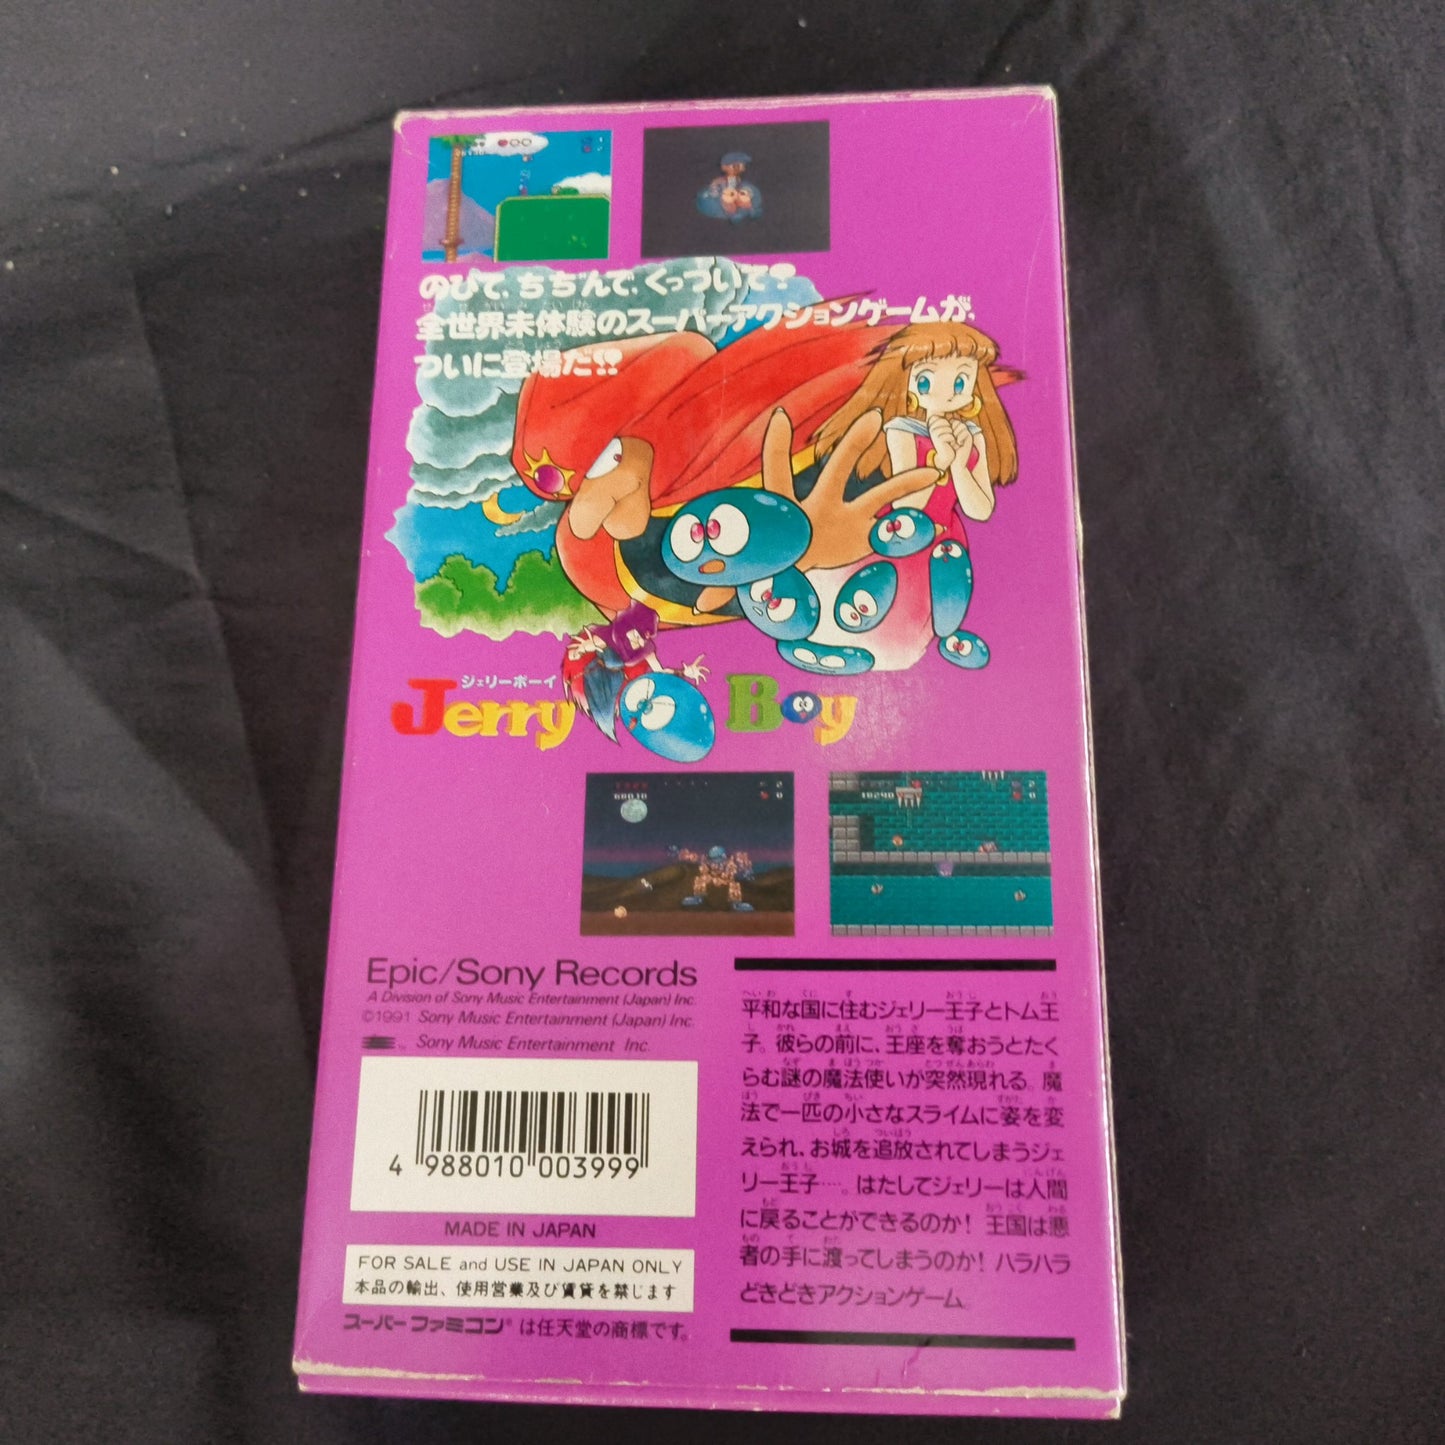 のびて、ちぢんで、くっついて!?
全世界未体験のスーパーアクションゲームが、
ついに登場だ!?
ジェリーボーイ
Jerry Boy
60010
10290
Epic/Sony Records
A Division of Sony Music Entertainment (Japan) Inc.
©1991 Sony Music Entertainment (Japan) Inc.
Sony Music Entertainment Inc.
4 988010 003999
MADE IN JAPAN
FOR SALE and USE IN JAPAN ONLY
本品の輸出、使用営業及び賃貸を禁じます
スーパーファミコン®は任天堂の商標です。
平和な国に住むジェリー王子とトム王
子。彼らの前に、王座を奪おうとたく
らむ謎の魔法使いが突然現れる。魔
法で一匹の小さなスライムに姿を変
えられ、お城を追放されてしまうジェ
リー王子……。はたしてジェリーは人間
に戻ることができるのか! 王国は悪
者の手に渡ってしまうのか! ハラハラ
どきどきアクションゲーム。